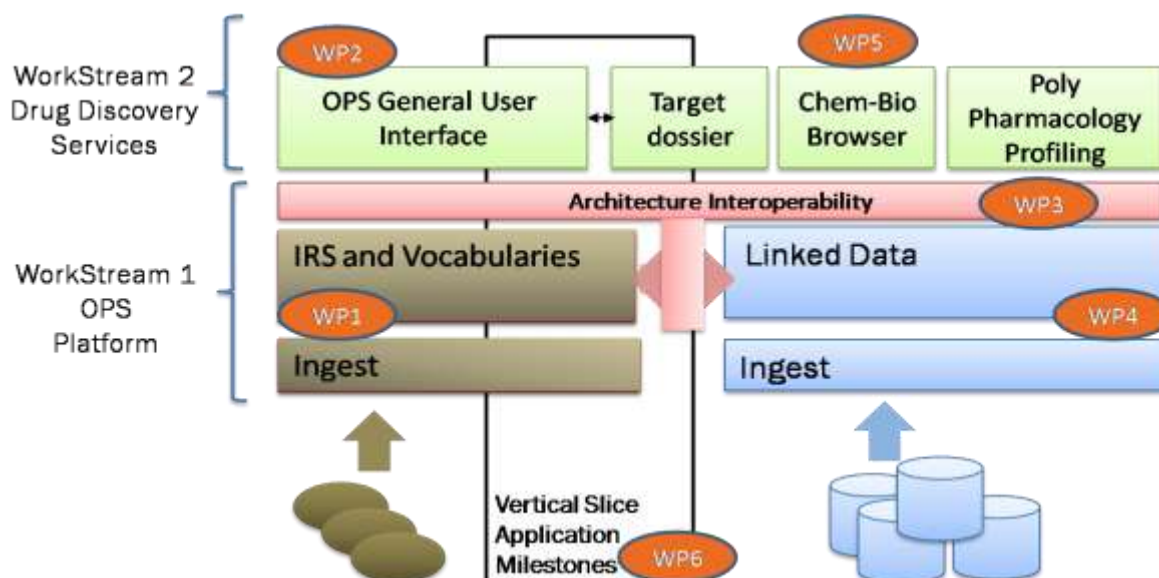 WorkStream 2
Drug Discovery
Services
WP2
OPS General User
Interface
Target
dossier
WP5
Chem-Bio
Browser
Poly
Pharmacology
Profiling
Architecture Interoperability
WP3
WorkStream 1
OPS
Platform
IRS and Vocabularies
WP1
Linked Data
WP4
Ingest
Ingest
Vertical Slice
Application
Milestones
WP6